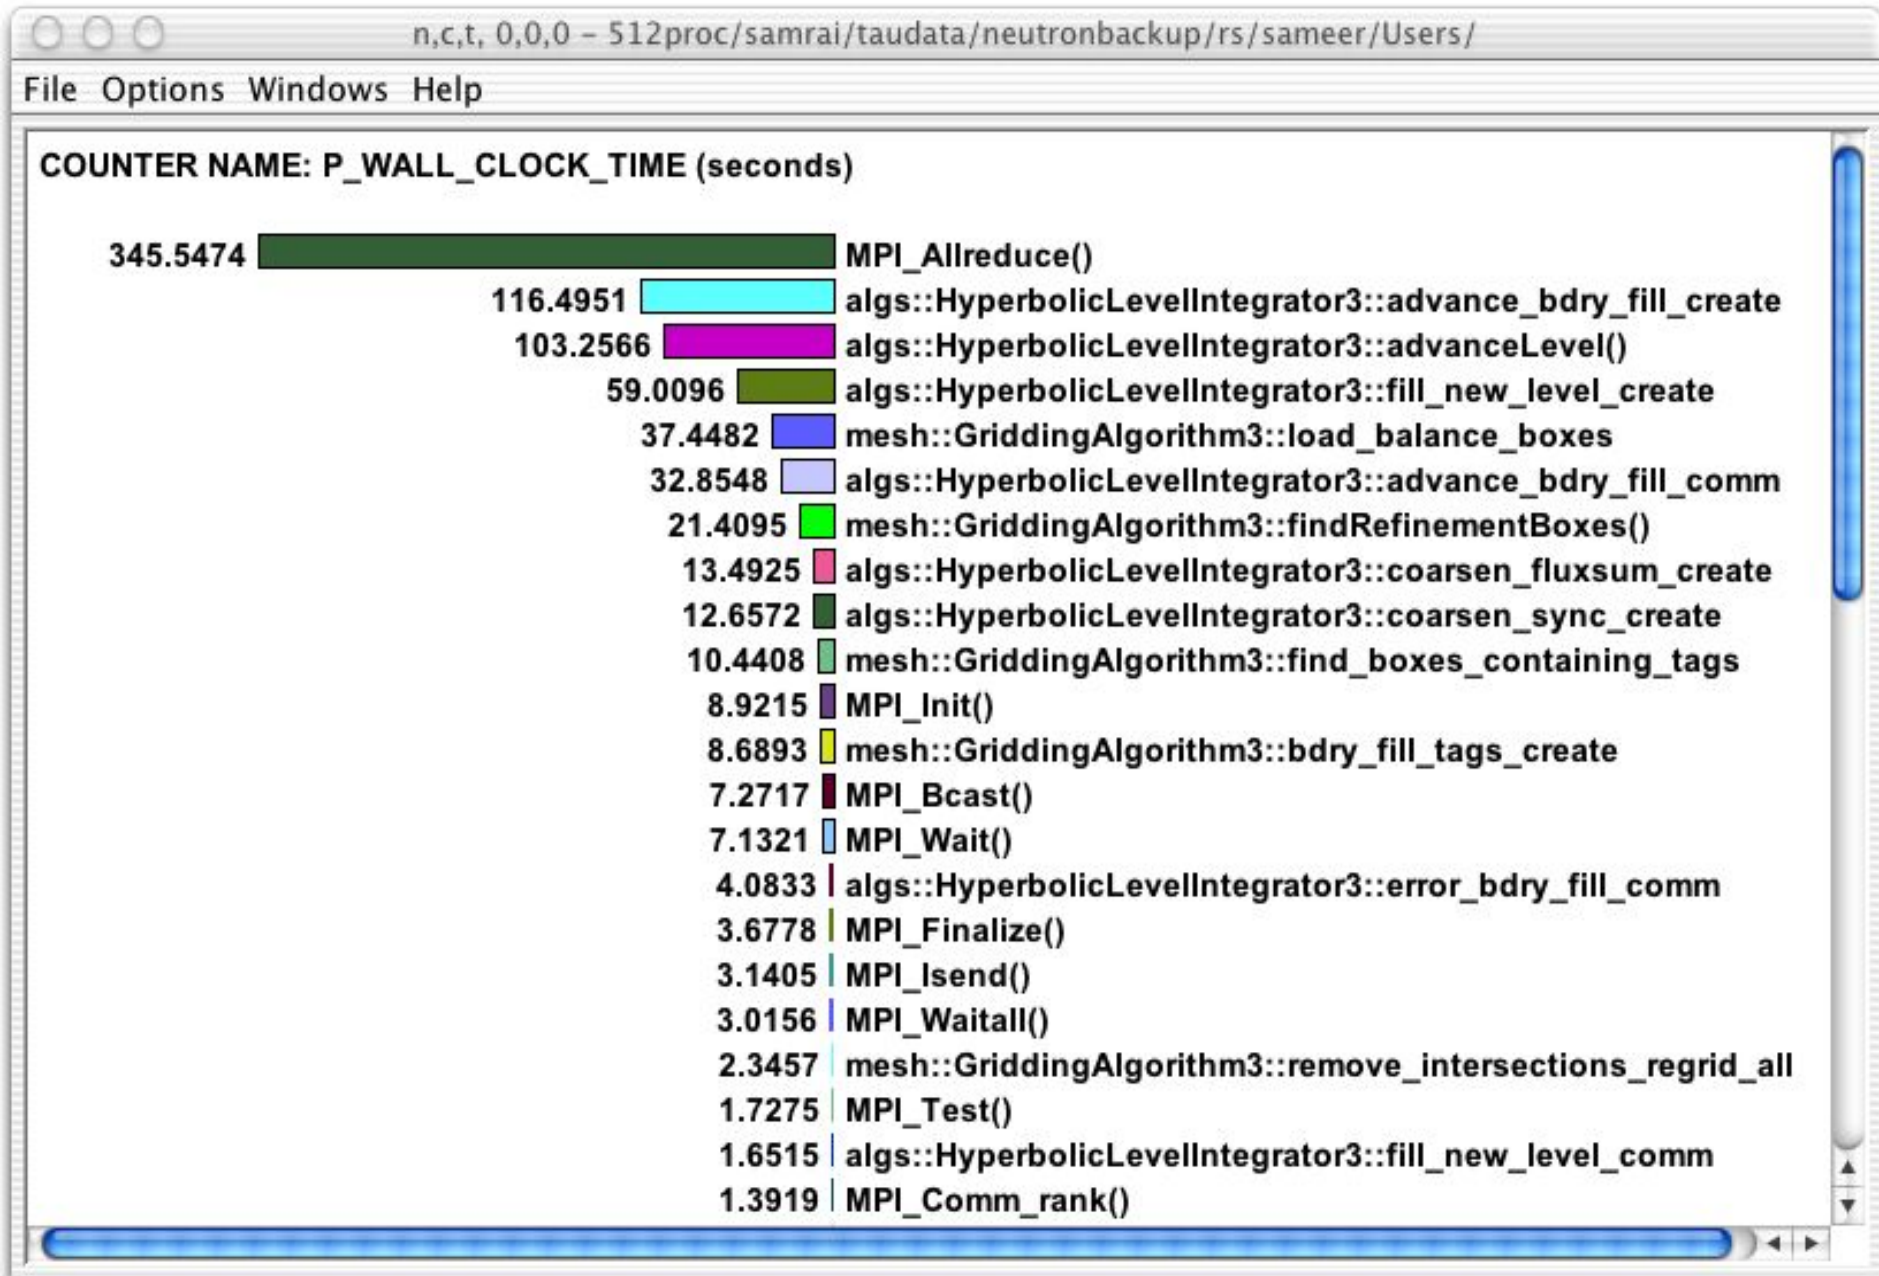 n,c,t, 0,0,0 – 512proc/samrai/taudata/neutronbackup/rs/sameer/Users/
File Options Windows Help
COUNTER NAME: P_WALL_CLOCK_TIME (seconds)
345.5474 MPI_Allreduce()
116.4951 algs::HyperbolicLevelIntegrator3::advance_bdry_fill_create
103.2566 algs::HyperbolicLevelIntegrator3::advanceLevel()
59.0096 algs::HyperbolicLevelIntegrator3::fill_new_level_create
37.4482 mesh::GriddingAlgorithm3::load_balance_boxes
32.8548 algs::HyperbolicLevelIntegrator3::advance_bdry_fill_comm
21.4095 mesh::GriddingAlgorithm3::findRefinementBoxes()
13.4925 algs::HyperbolicLevelIntegrator3::coarsen_fluxsum_create
12.6572 algs::HyperbolicLevelIntegrator3::coarsen_sync_create
10.4408 mesh::GriddingAlgorithm3::find_boxes_containing_tags
8.9215 MPI_Init()
8.6893 mesh::GriddingAlgorithm3::bdry_fill_tags_create
7.2717 MPI_Bcast()
7.1321 MPI_Wait()
4.0833 algs::HyperbolicLevelIntegrator3::error_bdry_fill_comm
3.6778 MPI_Finalize()
3.1405 MPI_Isend()
3.0156 MPI_Waitall()
2.3457 mesh::GriddingAlgorithm3::remove_intersections_regrid_all
1.7275 MPI_Test()
1.6515 algs::HyperbolicLevelIntegrator3::fill_new_level_comm
1.3919 MPI_Comm_rank()